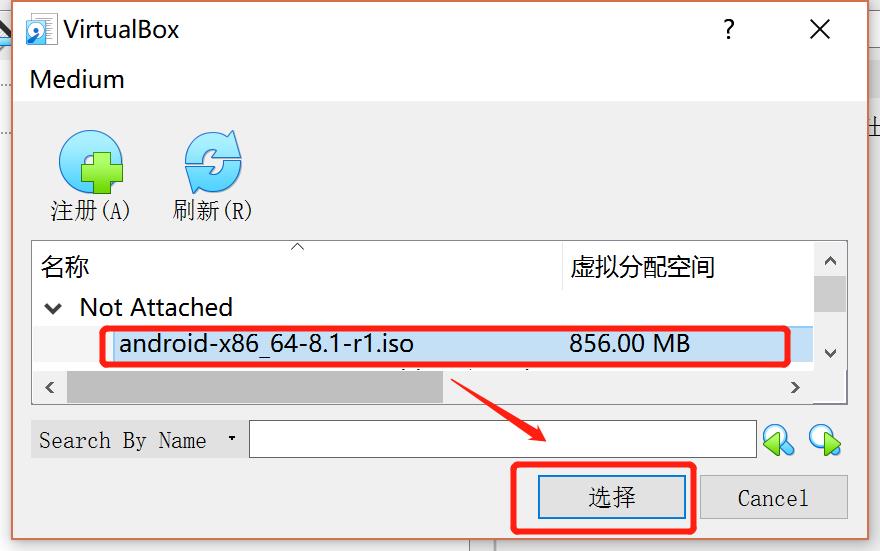 VirtualBox
?
Medium
注册(A)
刷新(R)
名称
虚拟分配空间
Not Attached
android-x86_64-8.1-r1.iso
856.00 MB
Search By Name
选择
Cancel